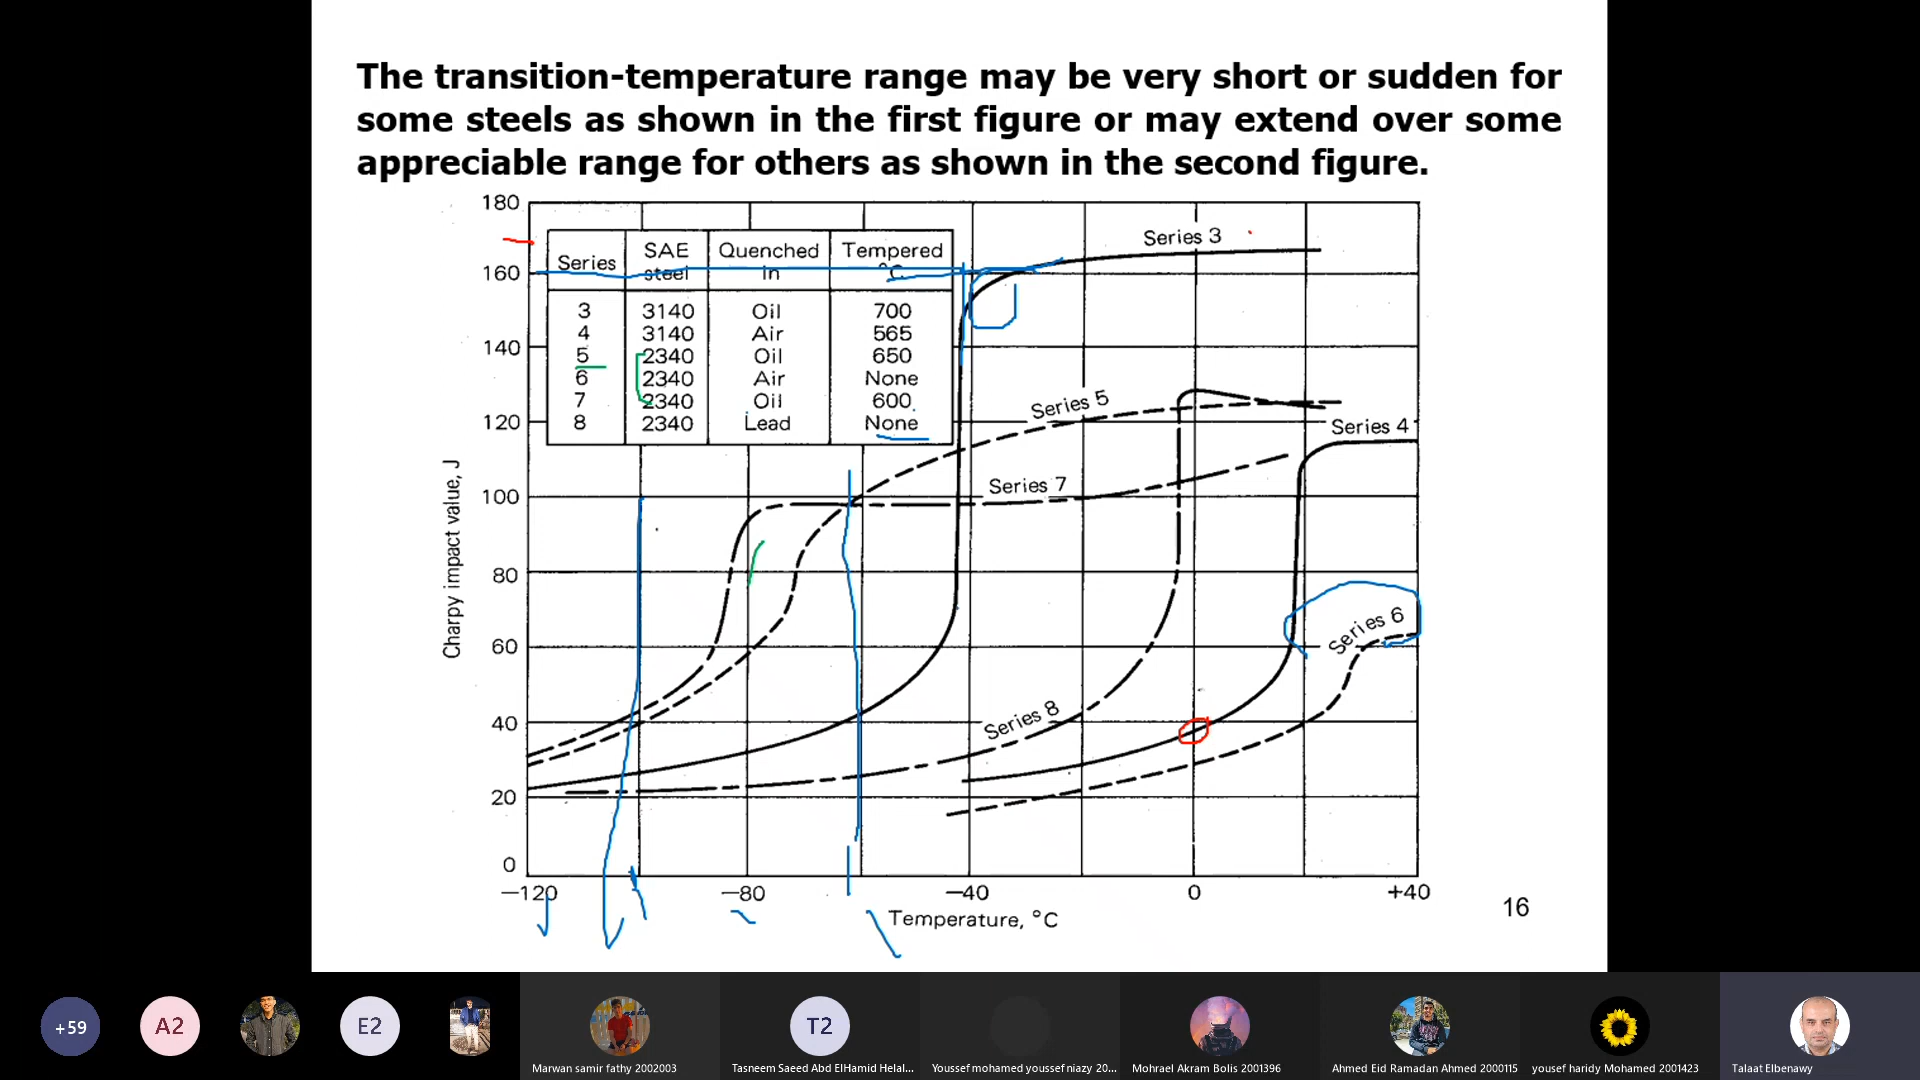 The transition-temperature range may be very short or sudden for
some steels as shown in the first figure or may extend over some
appreciable range for others as shown in the second figure.
180
160
140
120
100
80
60
40
20
0
Charpy impact value, J
Series SAE steel Quenched in Tempered °C
3 3140 Oil 700
4 3140 Air 565
5 2340 Oil 650
6 2340 Air None
7 2340 Oil 600
8 2340 Lead None
Series 3
Series 5
Series 4
Series 7
Series 6
Series 8
−120 −80 −40 0 +40
Temperature, °C
16
+59
A2
E2
T2
Marwan samir fathy 2002003
Tasneem Saeed Abd ElHamid Helal...
Youssef mohamed youssef niazy 20...
Mohrael Akram Bolis 2001396
Ahmed Eid Ramadan Ahmed 2000115
yousef haridy Mohamed 2001423
Talaat Elbenawy